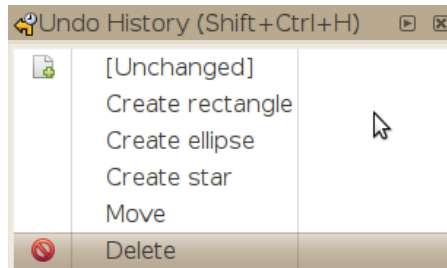 Undo History (Shift+Ctrl+H)
[Unchanged]
Create rectangle
Create ellipse
Create star
Move
Delete